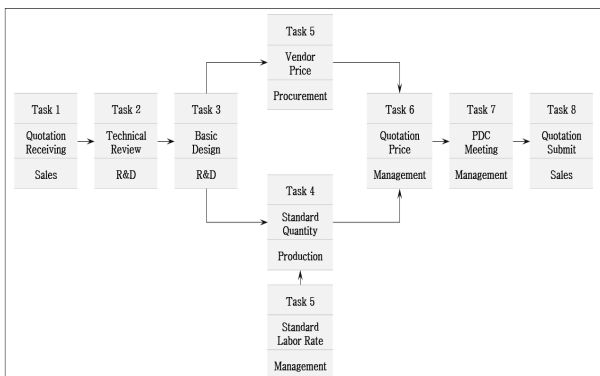 Task 5
Vendor
Price
Procurement
Task 1
Quotation
Receiving
Sales
Task 2
Technical
Review
R&D
Task 3
Basic
Design
R&D
Task 6
Quotation
Price
Management
Task 7
PDC
Meeting
Management
Task 8
Quotation
Submit
Sales
Task 4
Standard
Quantity
Production
Task 5
Standard
Labor Rate
Management